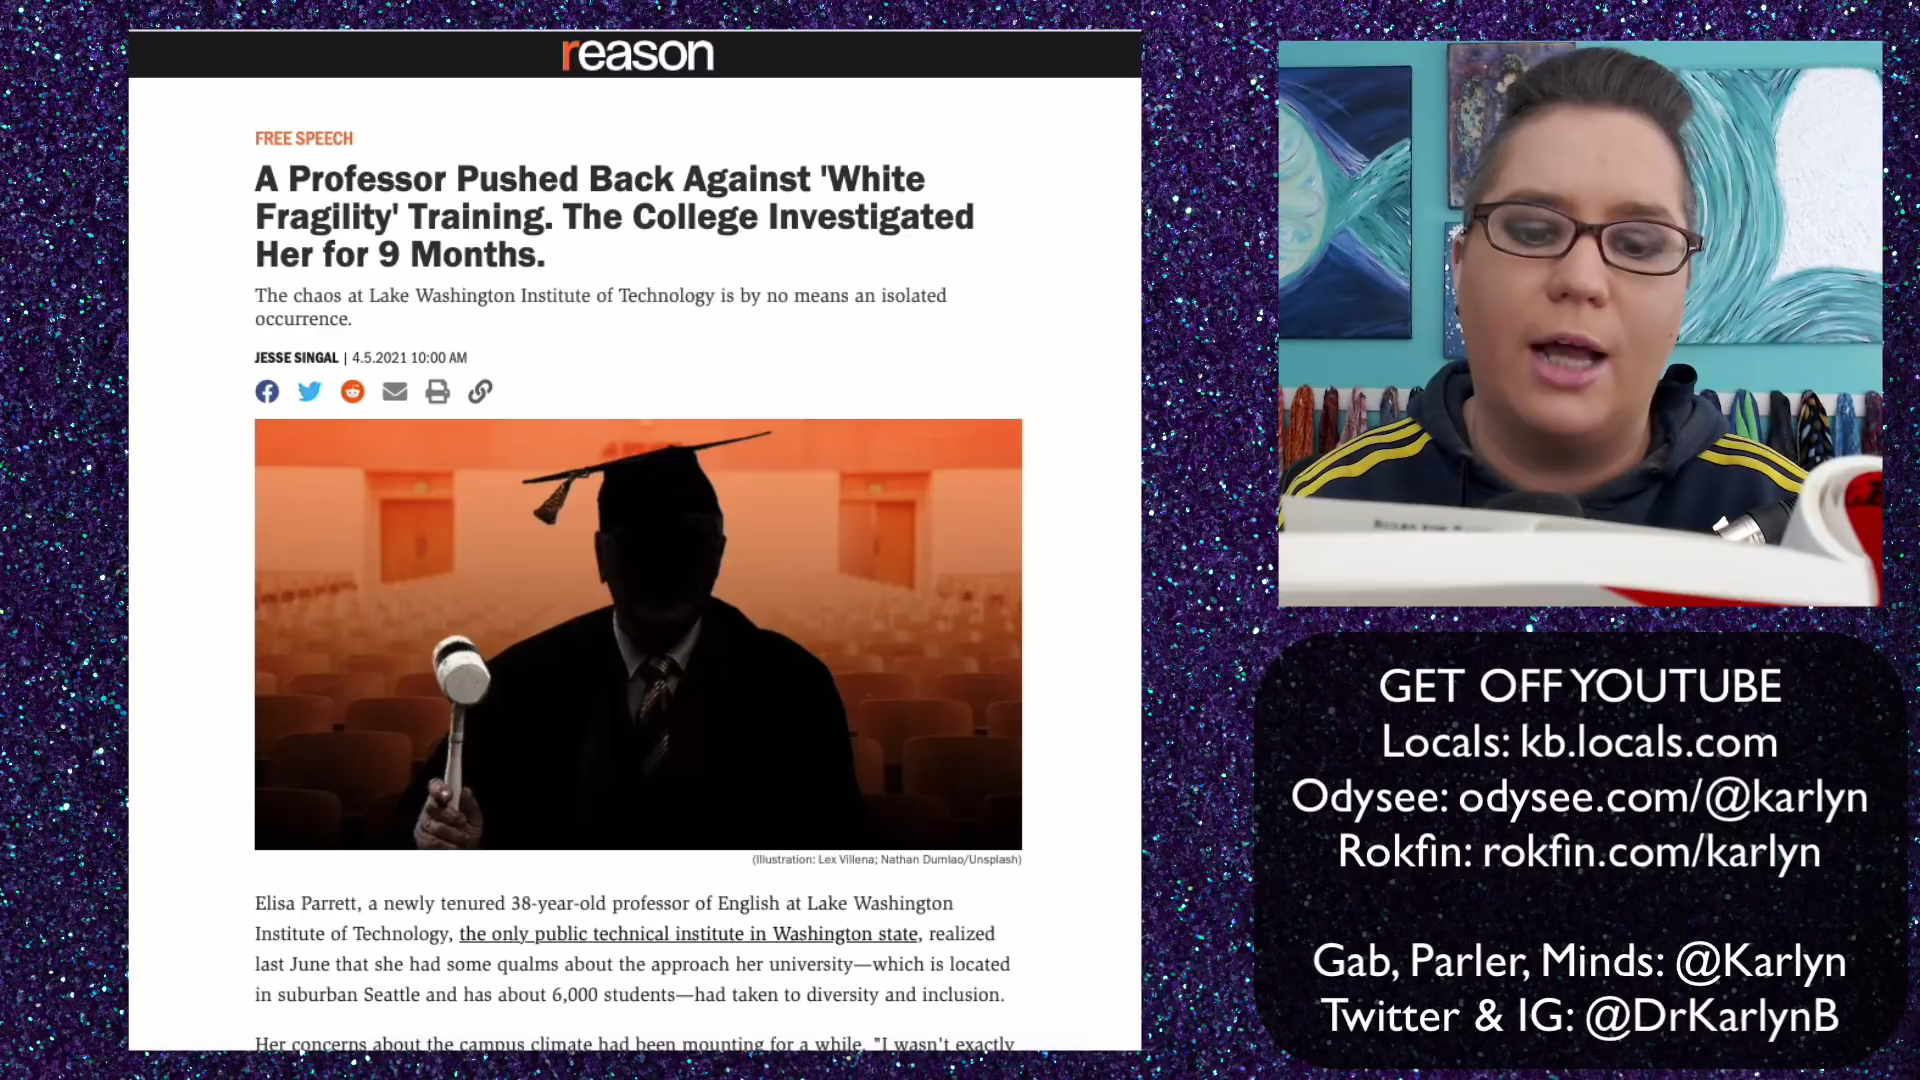 reason
FREE SPEECH
A Professor Pushed Back Against 'White
Fragility' Training. The College Investigated
Her for 9 Months.
The chaos at Lake Washington Institute of Technology is by no means an isolated
occurrence.
JESSE SINGAL | 4.5.2021 10:00 AM
(Illustration: Lex Villena; Nathan Dumlao/Unsplash)
Elisa Parrett, a newly tenured 38-year-old professor of English at Lake Washington
Institute of Technology, the only public technical institute in Washington state, realized
last June that she had some qualms about the approach her university—which is located
in suburban Seattle and has about 6,000 students—had taken to diversity and inclusion.
Her concerns about the campus climate had been mounting for a while. "I wasn't exactly
GET OFF YOUTUBE
Locals: kb.locals.com
Odysee: odysee.com/@karlyn
Rokfin: rokfin.com/karlyn
Gab, Parler, Minds: @Karlyn
Twitter & IG: @DrKarlynB